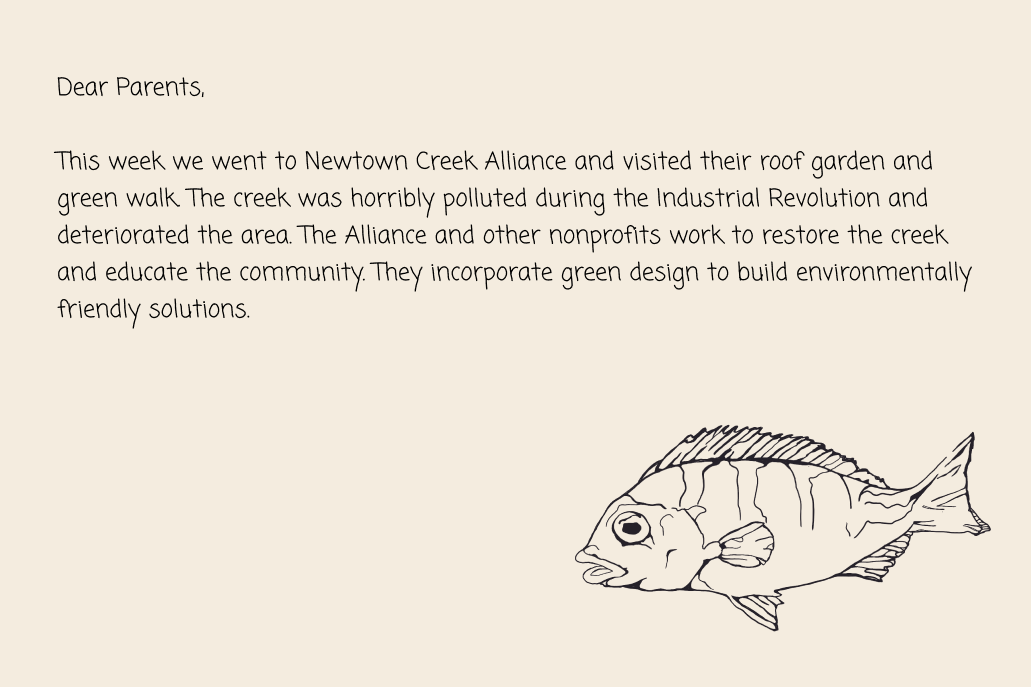 Dear Parents,
This week we went to Newtown Creek Alliance and visited their roof garden and
green walk. The creek was horribly polluted during the Industrial Revolution and
deteriorated the area. The Alliance and other nonprofits work to restore the creek
and educate the community. They incorporate green design to build environmentally
friendly solutions.